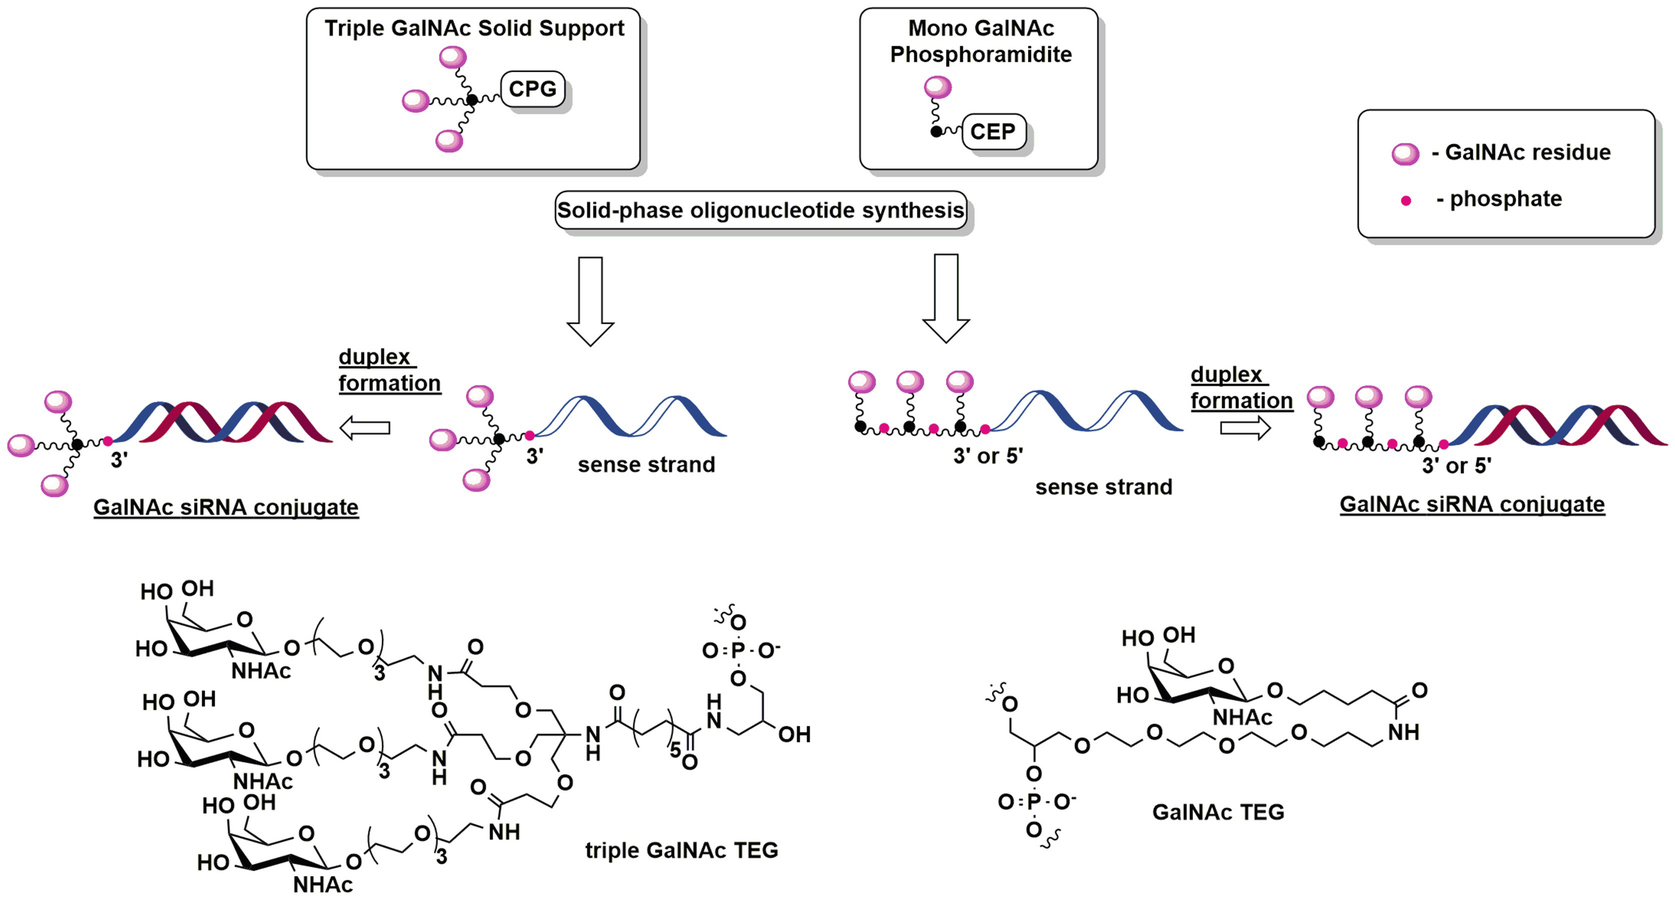 Triple GalNAc Solid Support
CPG
Mono GalNAc
Phosphoramidite
CEP
- GalNAc residue
- phosphate
Solid-phase oligonucleotide synthesis
duplex
formation
3'
GalNAc siRNA conjugate
3'
sense strand
3' or 5'
sense strand
duplex
formation
3' or 5'
GalNAc siRNA conjugate
HO OH
O
HO
NHAc
O
O
3
N
H
O
O
HO OH
O
HO
NHAc
O
O
3
N
H
O
O
HO OH
O
HO
NHAc
O
O
3
NH
O
O
N
H
O
5
O
H
N
OH
O
O P O-
O
triple GalNAc TEG
HO OH
O
HO
NHAc
O
O
NH
O
O
O
O
O
O
O P O-
O
GalNAc TEG